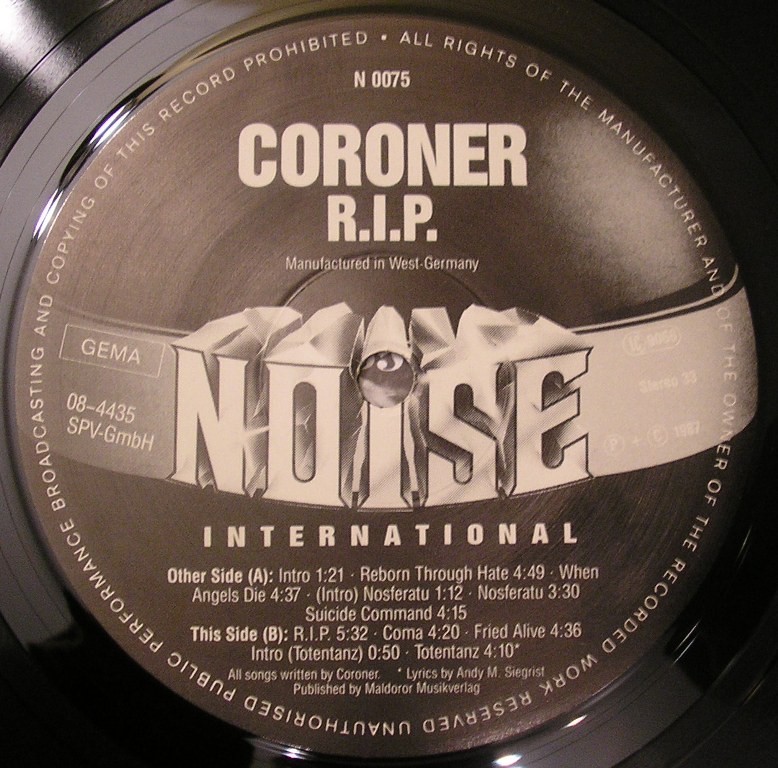 UNAUTHORISED PUBLIC PERFORMANCE BROADCASTING AND COPYING OF THIS RECORD PROHIBITED • ALL RIGHTS OF THE MANUFACTURER AND OF THE OWNER OF THE RECORDED WORK RESERVED
N 0075
CORONER
R.I.P.
Manufactured in West-Germany
NOISE
GEMA
08-4435
SPV-GmbH
Stereo 33
P + C 1987
INTERNATIONAL
Other Side (A): Intro 1:21 · Reborn Through Hate 4:49 · When
Angels Die 4:37 · (Intro) Nosferatu 1:12 · Nosferatu 3:30
Suicide Command 4:15
This Side (B): R.I.P. 5:32 · Coma 4:20 · Fried Alive 4:36
Intro (Totentanz) 0:50 · Totentanz 4:10*
All songs written by Coroner. * Lyrics by Andy M. Siegrist
Published by Maldoror Musikverlag